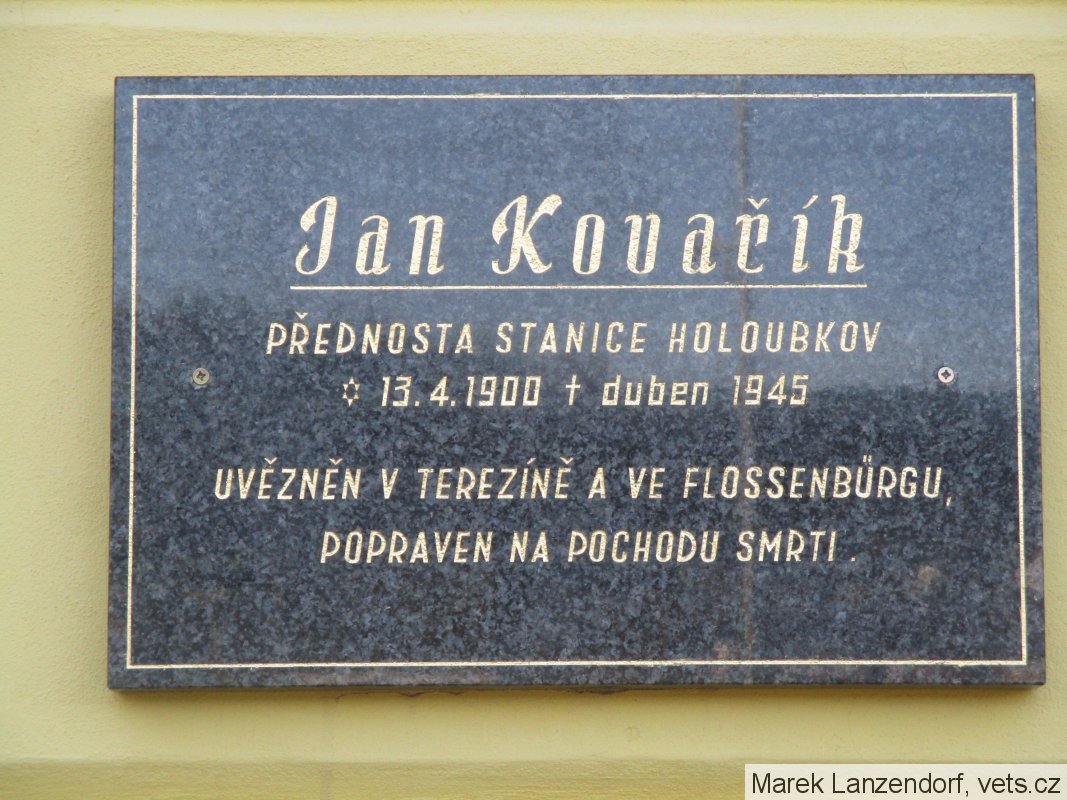 Jan Kovařík
PŘEDNOSTA STANICE HOLOUBKOV
✡ 13.4.1900 † duben 1945
UVĚZNĚN V TEREZÍNĚ A VE FLOSSENBÜRGU,
POPRAVEN NA POCHODU SMRTI.
Marek Lanzendorf, vets.cz